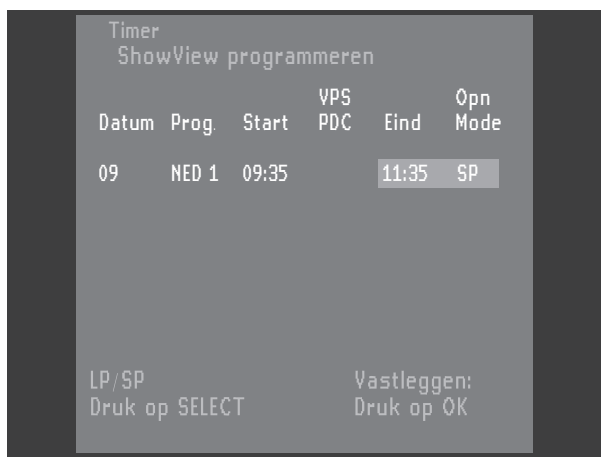 Timer
ShowView programmeren
VPS Opn
Datum Prog. Start PDC Eind Mode
09 NED 1 09:35 11:35 SP
LP/SP Vastleggen:
Druk op SELECT Druk op OK